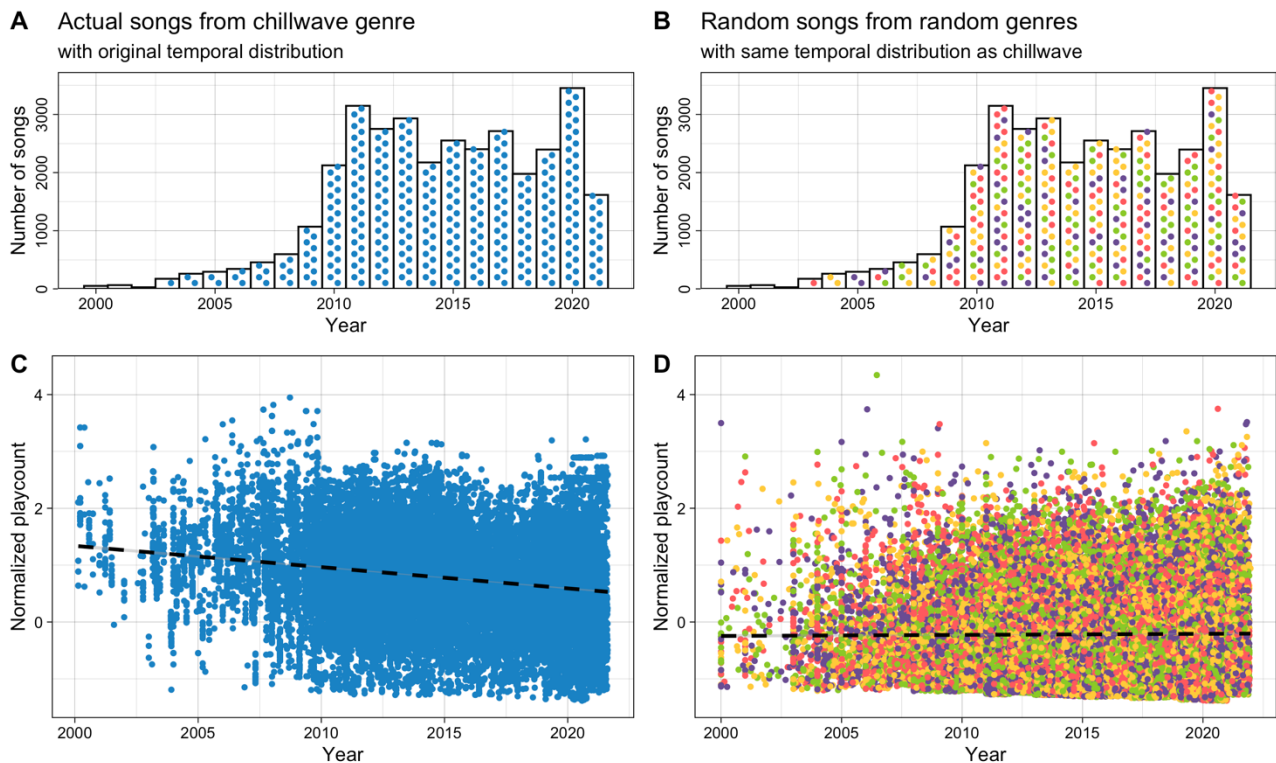 A Actual songs from chillwave genre
with original temporal distribution
Number of songs
0
1000
2000
3000
2000 2005 2010 2015 2020
Year
B Random songs from random genres
with same temporal distribution as chillwave
Number of songs
0
1000
2000
3000
2000 2005 2010 2015 2020
Year
C
Normalized playcount
4
2
0
2000 2005 2010 2015 2020
Year
D
Normalized playcount
4
2
0
2000 2005 2010 2015 2020
Year